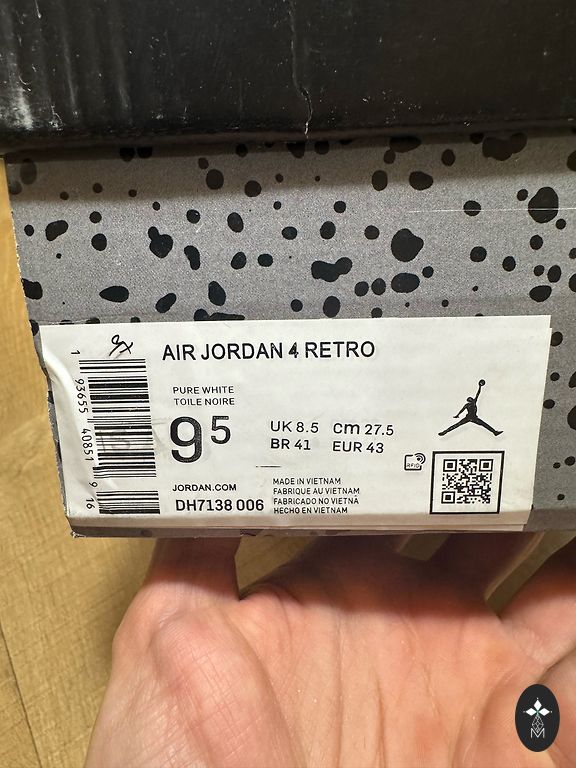 AIR JORDAN 4 RETRO
PURE WHITE
TOILE NOIRE
9 5
UK 8.5 cm 27.5
BR 41 EUR 43
RFID
JORDAN.COM
DH7138 006
MADE IN VIETNAM
FABRIQUE AU VIETNAM
FABRICADO NO VIETNÃ
HECHO EN VIETNAM
1 93655 40851 9 16
M